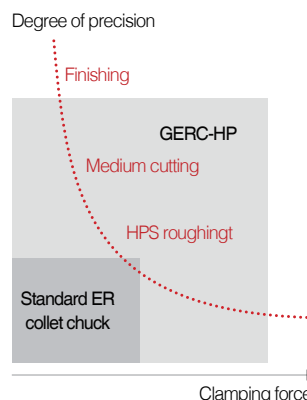 Degree of precision
Finishing
GERC-HP
Medium cutting
HPS roughingt
Standard ER
collet chuck
Clamping force